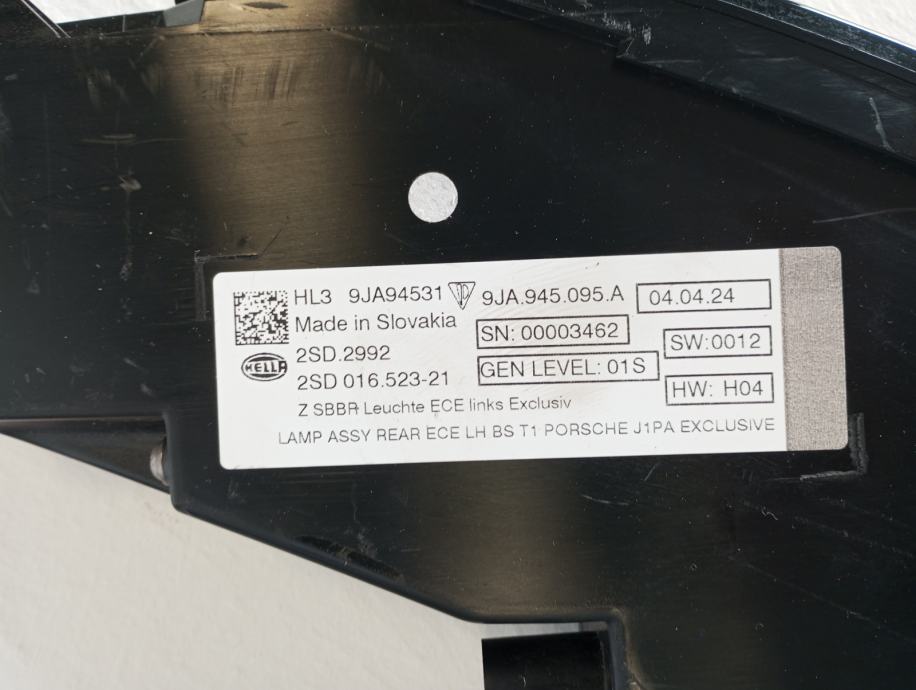 HL3 9JA94531 9JA.945.095.A 04.04.24
Made in Slovakia SN: 00003462 SW:0012
HELLA 2SD.2992
2SD 016.523-21 GEN LEVEL: 01S HW: H04
Z SBBR Leuchte ECE links Exclusiv
LAMP ASSY REAR ECE LH BS T1 PORSCHE J1PA EXCLUSIVE